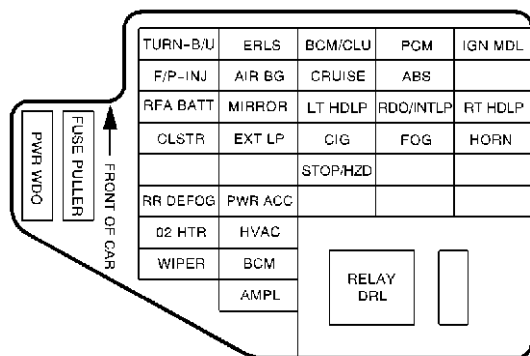 TURN-B/U ERLS BCM/CLU PCM IGN MDL
F/P-INJ AIR BG CRUISE ABS
RFA BATT MIRROR LT HDLP RDO/INTLP RT HDLP
CLSTR EXT LP CIG FOG HORN
STOP/HZD
RR DEFOG PWR ACC
02 HTR HVAC
WIPER BCM
AMPL
RELAY
DRL
PWR WDO
FUSE PULLER
FRONT OF CAR